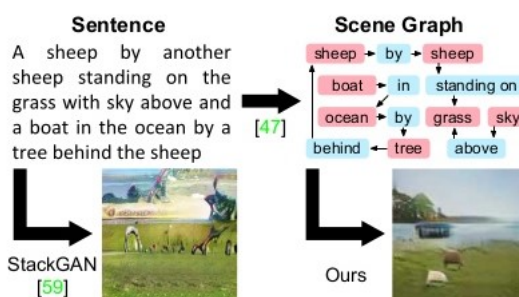 Sentence
A sheep by another
sheep standing on the
grass with sky above and
a boat in the ocean by a
tree behind the sheep
StackGAN
[59]
[47]
Scene Graph
sheep by sheep
boat in standing on
ocean by grass sky
behind tree above
Ours